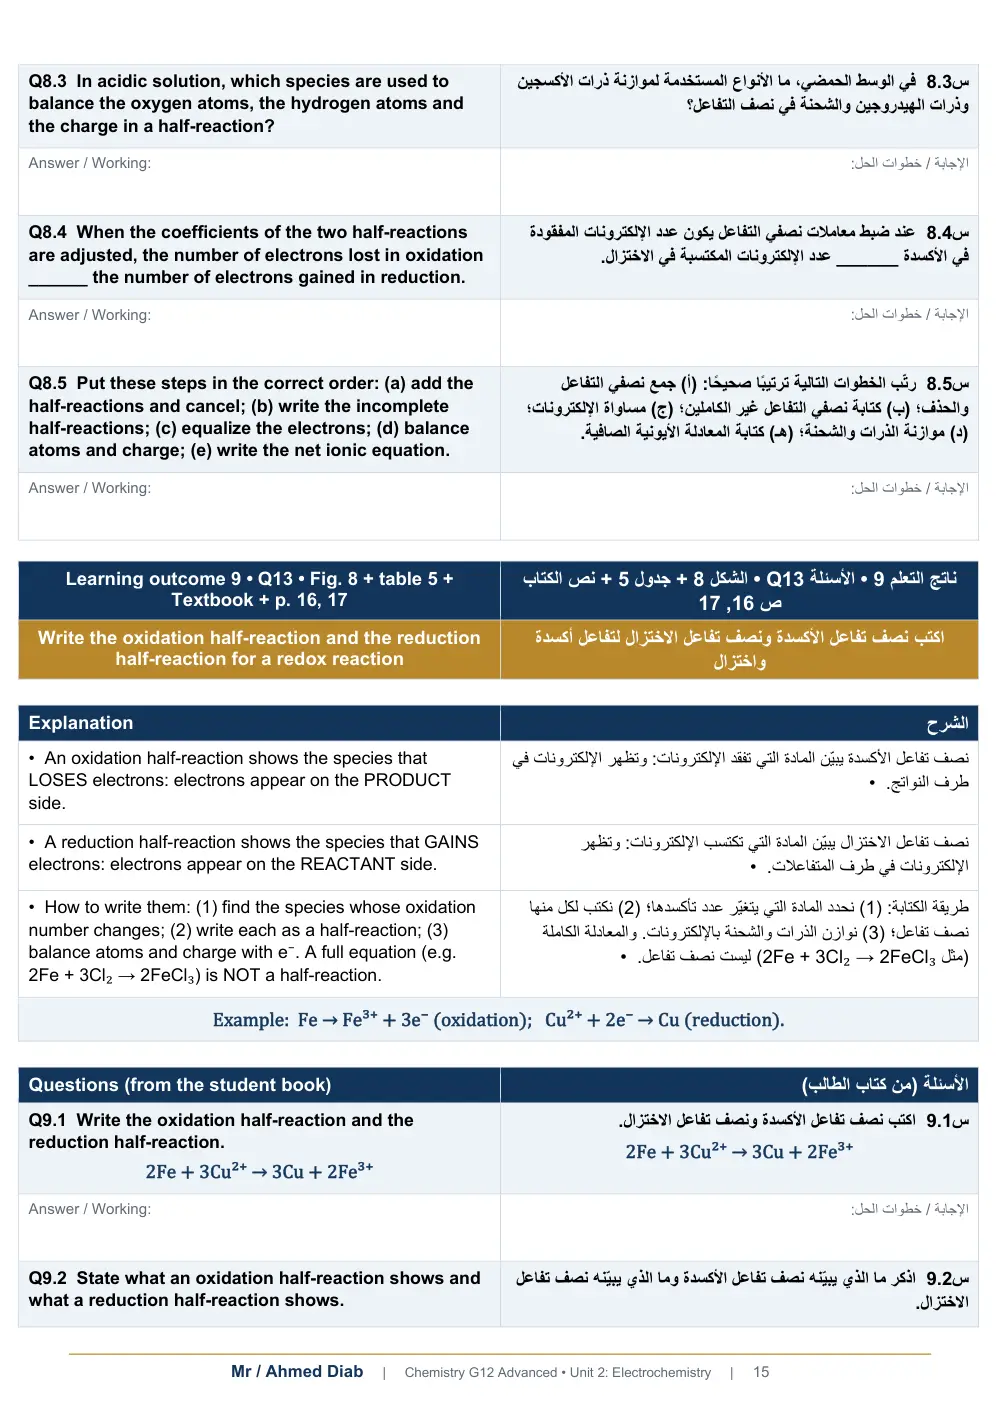 Q8.3 In acidic solution, which species are used to
balance the oxygen atoms, the hydrogen atoms and
the charge in a half-reaction?
س8.3 في الوسط الحمضي، ما الأنواع المستخدمة لموازنة ذرات الأكسجين
وذرات الهيدروجين والشحنة في نصف التفاعل؟
Answer / Working:
الإجابة / خطوات الحل:
Q8.4 When the coefficients of the two half-reactions
are adjusted, the number of electrons lost in oxidation
______ the number of electrons gained in reduction.
س8.4 عند ضبط معاملات نصفي التفاعل يكون عدد الإلكترونات المفقودة
في الأكسدة ______ عدد الإلكترونات المكتسبة في الاختزال.
Answer / Working:
الإجابة / خطوات الحل:
Q8.5 Put these steps in the correct order: (a) add the
half-reactions and cancel; (b) write the incomplete
half-reactions; (c) equalize the electrons; (d) balance
atoms and charge; (e) write the net ionic equation.
س8.5 رتّب الخطوات التالية ترتيبًا صحيحًا: (أ) جمع نصفي التفاعل
والحذف؛ (ب) كتابة نصفي التفاعل غير الكاملين؛ (ج) مساواة الإلكترونات؛
(د) موازنة الذرات والشحنة؛ (هـ) كتابة المعادلة الأيونية الصافية.
Answer / Working:
الإجابة / خطوات الحل:
Learning outcome 9 • Q13 • Fig. 8 + table 5 +
Textbook + p. 16, 17
ناتج التعلم 9 • الأسئلة Q13 • الشكل 8 + جدول 5 + نص الكتاب
ص 16, 17
Write the oxidation half-reaction and the reduction
half-reaction for a redox reaction
اكتب نصف تفاعل الأكسدة ونصف تفاعل الاختزال لتفاعل أكسدة
واختزال
Explanation
الشرح
• An oxidation half-reaction shows the species that
LOSES electrons: electrons appear on the PRODUCT
side.
نصف تفاعل الأكسدة يبيّن المادة التي تفقد الإلكترونات: وتظهر الإلكترونات في
طرف النواتج. •
• A reduction half-reaction shows the species that GAINS
electrons: electrons appear on the REACTANT side.
نصف تفاعل الاختزال يبيّن المادة التي تكتسب الإلكترونات: وتظهر
الإلكترونات في طرف المتفاعلات. •
• How to write them: (1) find the species whose oxidation
number changes; (2) write each as a half-reaction; (3)
balance atoms and charge with e⁻. A full equation (e.g.
2Fe + 3Cl₂ → 2FeCl₃) is NOT a half-reaction.
طريقة الكتابة: (1) نحدد المادة التي يتغيّر عدد تأكسدها؛ (2) نكتب لكل منها
نصف تفاعل؛ (3) نوازن الذرات والشحنة بالإلكترونات. والمعادلة الكاملة
(مثل 2Fe + 3Cl₂ → 2FeCl₃) ليست نصف تفاعل. •
Example: Fe → Fe³⁺ + 3e⁻ (oxidation); Cu²⁺ + 2e⁻ → Cu (reduction).
Questions (from the student book)
الأسئلة (من كتاب الطالب)
Q9.1 Write the oxidation half-reaction and the
reduction half-reaction.
2Fe + 3Cu²⁺ → 3Cu + 2Fe³⁺
س9.1 اكتب نصف تفاعل الأكسدة ونصف تفاعل الاختزال.
2Fe + 3Cu²⁺ → 3Cu + 2Fe³⁺
Answer / Working:
الإجابة / خطوات الحل:
Q9.2 State what an oxidation half-reaction shows and
what a reduction half-reaction shows.
س9.2 اذكر ما الذي يبيّنه نصف تفاعل الأكسدة وما الذي يبيّنه نصف تفاعل
الاختزال.
Mr / Ahmed Diab | Chemistry G12 Advanced • Unit 2: Electrochemistry | 15